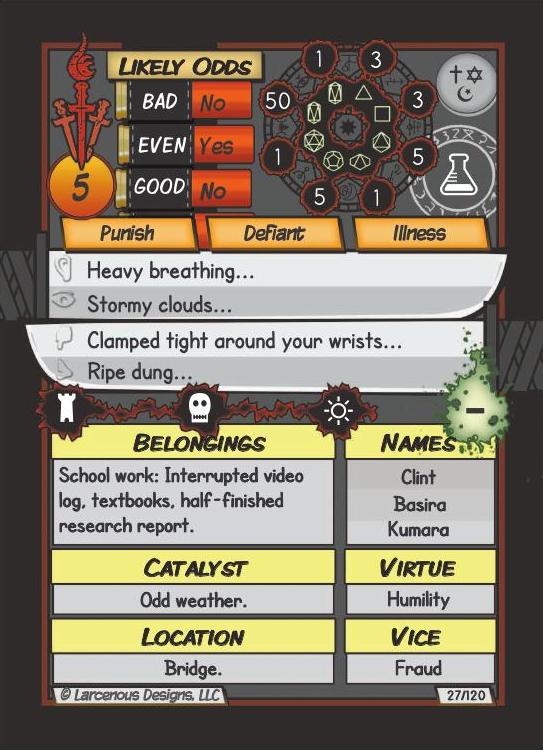 LIKELY ODDS
BAD No
EVEN Yes
GOOD No
5
1
3
50
3
1
5
5
1
Punish Defiant Illness
Heavy breathing...
Stormy clouds...
Clamped tight around your wrists...
Ripe dung...
BELONGINGS
School work: Interrupted video
log, textbooks, half-finished
research report.
NAMES
Clint
Basira
Kumara
CATALYST
Odd weather.
VIRTUE
Humility
LOCATION
Bridge.
VICE
Fraud
© Larcenous Designs, LLC
27/120